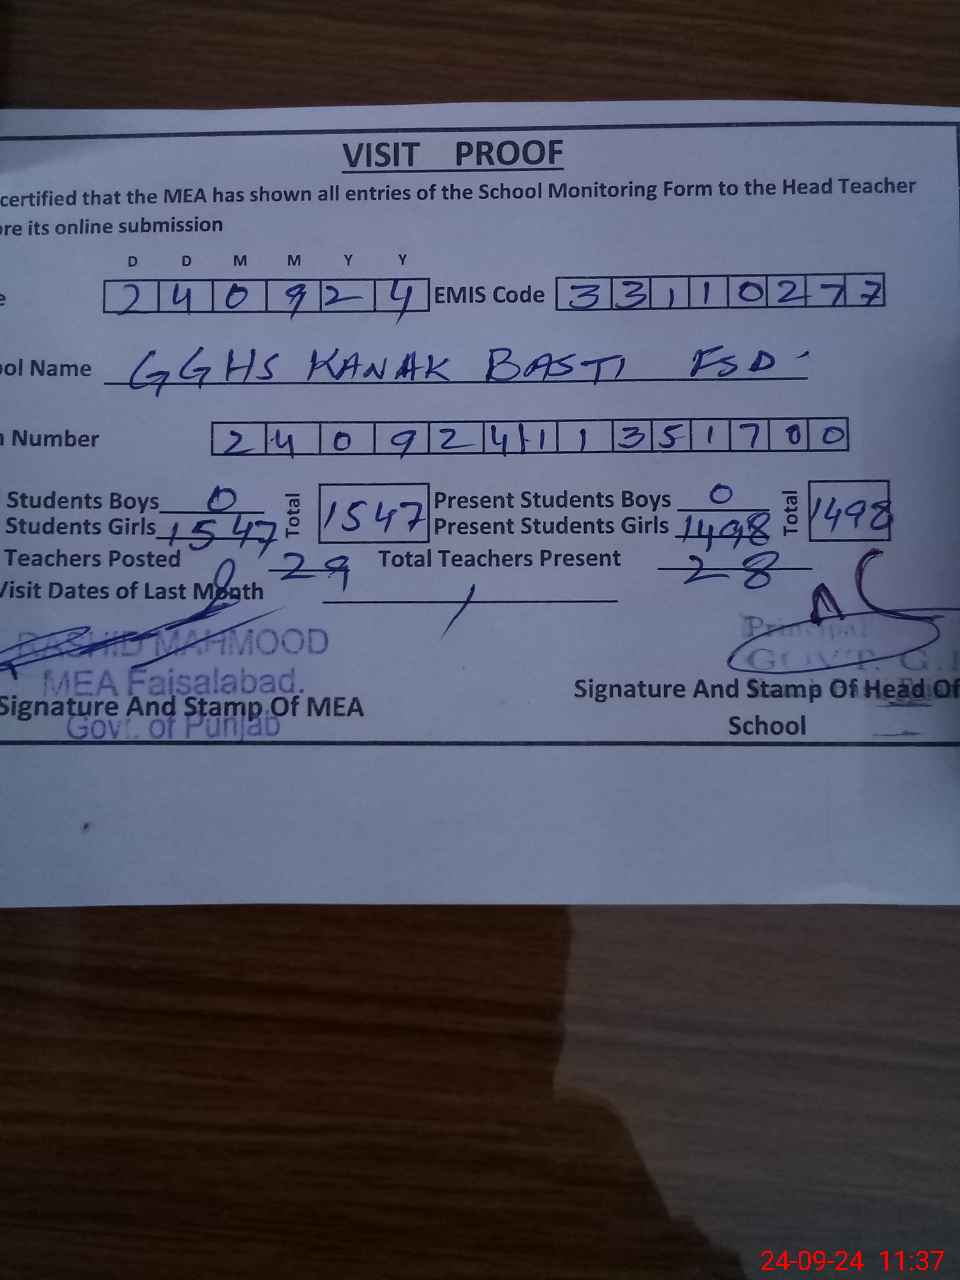 VISIT PROOF
certified that the MEA has shown all entries of the School Monitoring Form to the Head Teacher
ore its online submission
D D M M Y Y
e 2 4 0 9 2 4 EMIS Code 3 3 1 1 0 2 7 7
ool Name GGHS KANAK BASTI FSD
n Number 2 4 0 9 2 4 1 1 3 5 1 7 0 0
Students Boys 0 Total 1547 Present Students Boys 0 Total 1498
Students Girls 1547 Present Students Girls 1498
Teachers Posted 29 Total Teachers Present 28
Visit Dates of Last Month
RASHID MAHMOOD
MEA Faisalabad.
Govt. of Punjab
Signature And Stamp Of MEA
Principal
GOVT. G.
Signature And Stamp Of Head Of
School
24-09-24 11:37